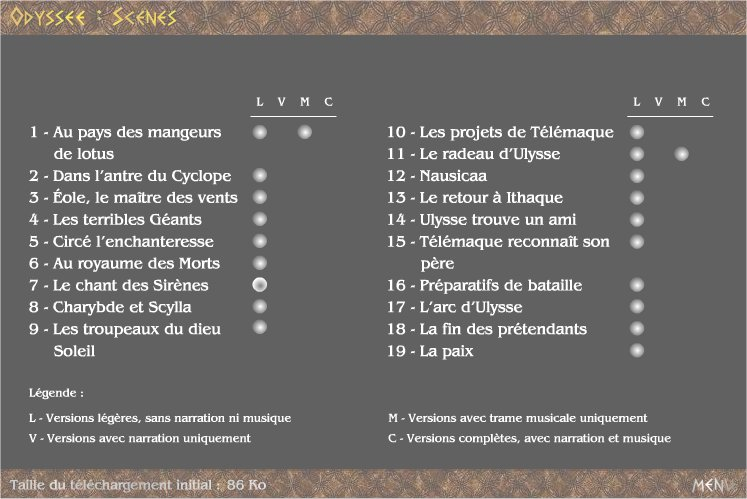 ODYSSEE : SCENES
L V M C
1 - Au pays des mangeurs
de lotus
2 - Dans l'antre du Cyclope
3 - Éole, le maître des vents
4 - Les terribles Géants
5 - Circé l'enchanteresse
6 - Au royaume des Morts
7 - Le chant des Sirènes
8 - Charybde et Scylla
9 - Les troupeaux du dieu
Soleil
L V M C
10 - Les projets de Télémaque
11 - Le radeau d'Ulysse
12 - Nausicaa
13 - Le retour à Ithaque
14 - Ulysse trouve un ami
15 - Télémaque reconnaît son
père
16 - Préparatifs de bataille
17 - L'arc d'Ulysse
18 - La fin des prétendants
19 - La paix
Légende :
L - Versions légères, sans narration ni musique
V - Versions avec narration uniquement
M - Versions avec trame musicale uniquement
C - Versions complètes, avec narration et musique
Taille du téléchargement initial : 86 Ko
MENU